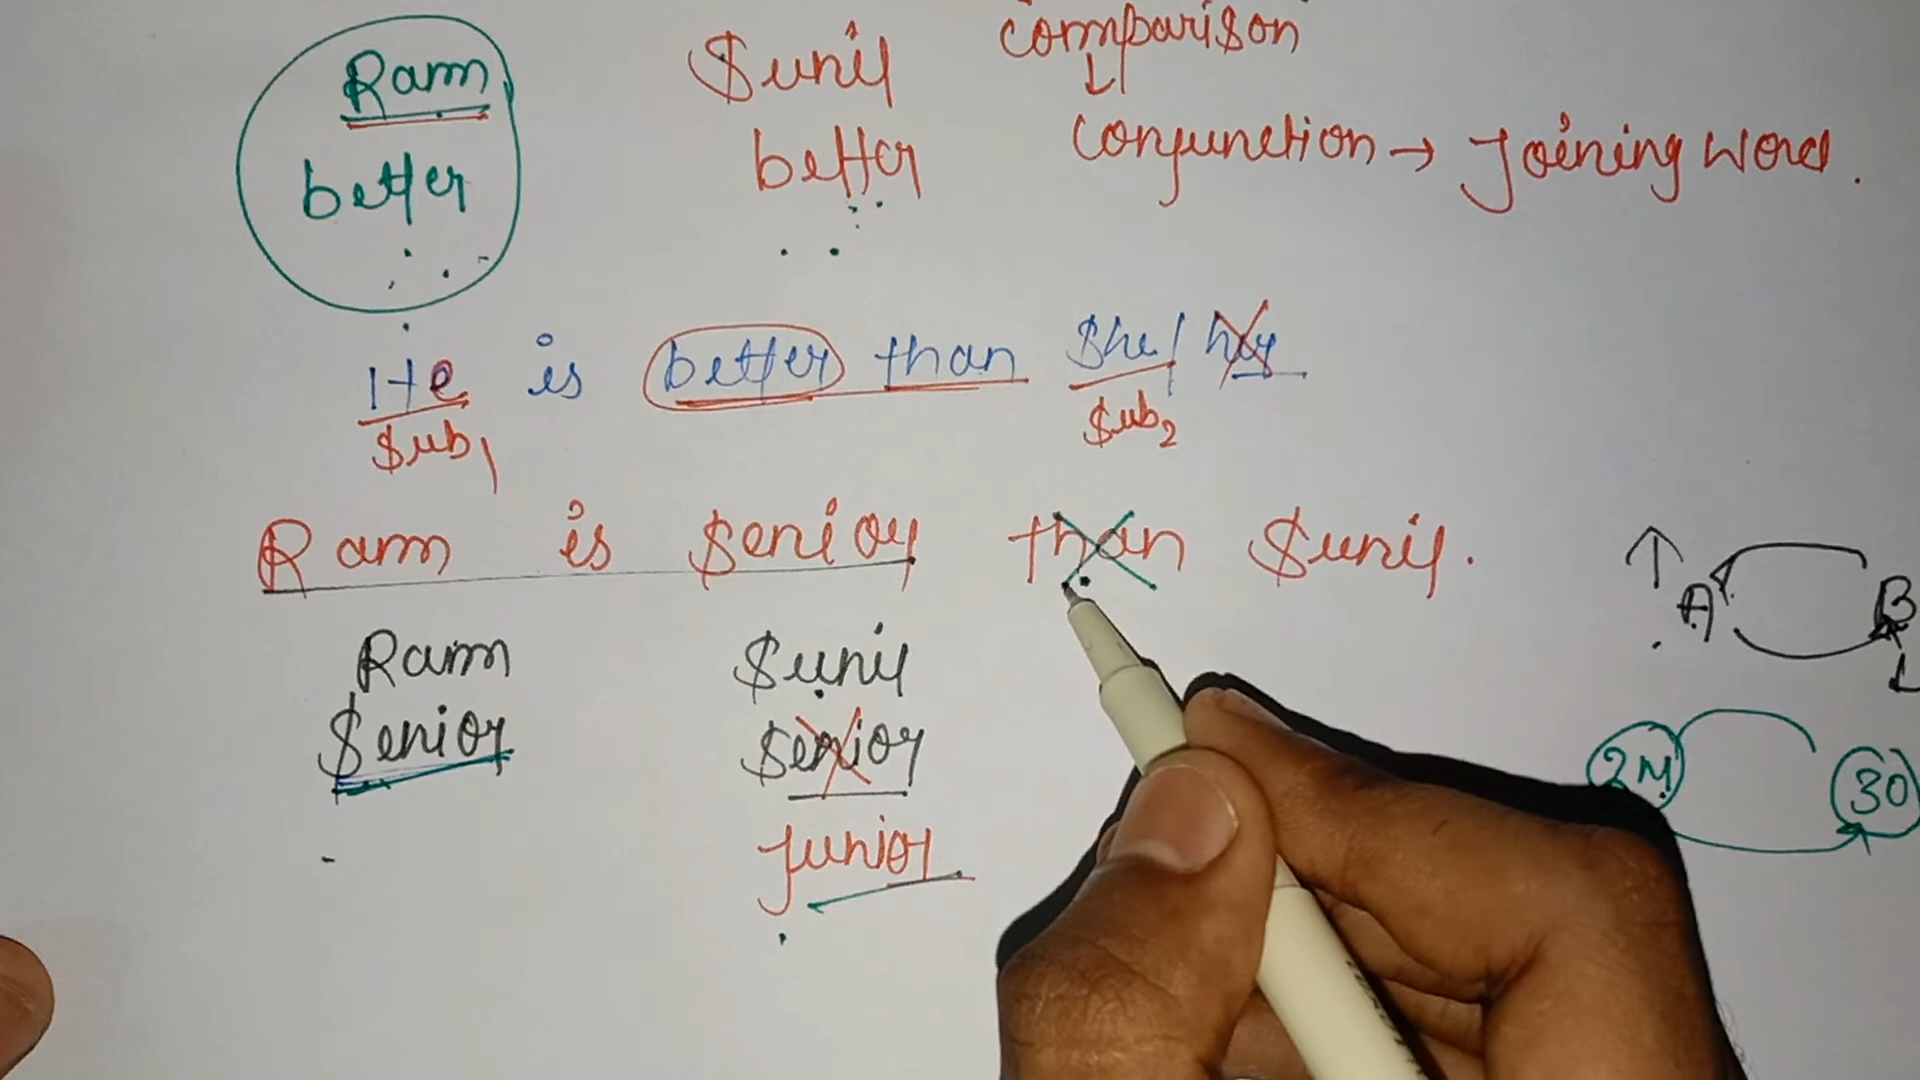 Ram Sunil comparison
better better conjunction → Joining word.
He is better than She/her
Sub1 Sub2
Ram is Senior than Sunil.
Ram Sunil
Senior Senior
Junior
A B
2M 30